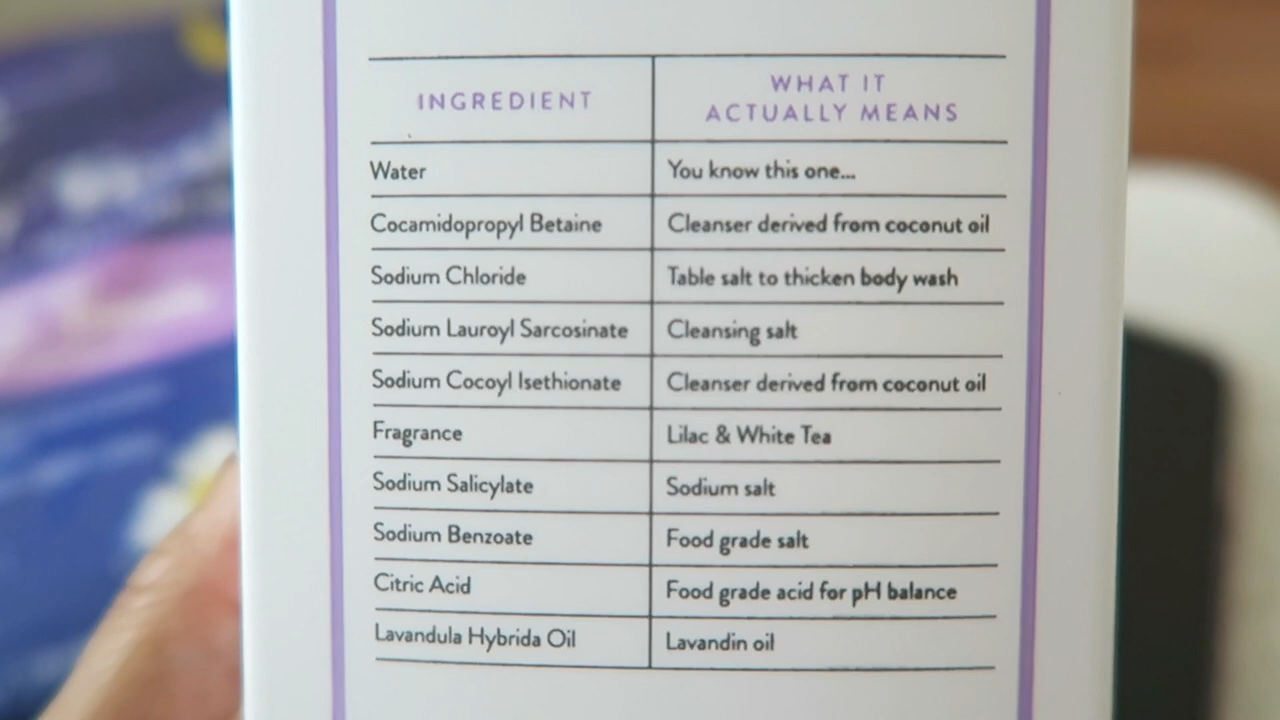 INGREDIENT
WHAT IT
ACTUALLY MEANS
Water You know this one...
Cocamidopropyl Betaine Cleanser derived from coconut oil
Sodium Chloride Table salt to thicken body wash
Sodium Lauroyl Sarcosinate Cleansing salt
Sodium Cocoyl Isethionate Cleanser derived from coconut oil
Fragrance Lilac & White Tea
Sodium Salicylate Sodium salt
Sodium Benzoate Food grade salt
Citric Acid Food grade acid for pH balance
Lavandula Hybrida Oil Lavandin oil